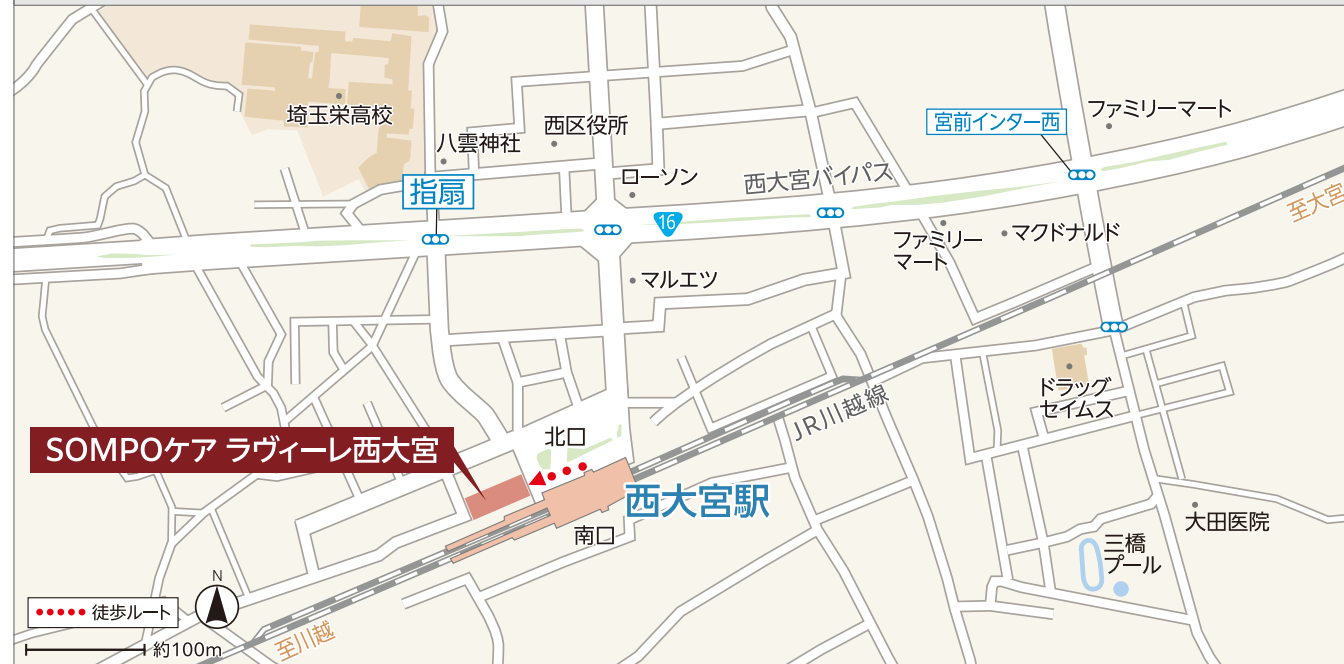 埼玉栄高校
八雲神社
西区役所
ファミリーマート
宮前インター西
指扇
ローソン
西大宮バイパス
16
至大宮
ファミリー
マート
マクドナルド
マルエツ
ドラッグ
セイムス
JR川越線
北口
SOMPOケア ラヴィーレ西大宮
西大宮駅
南口
大田医院
三橋
プール
N
徒歩ルート
至川越
約100m